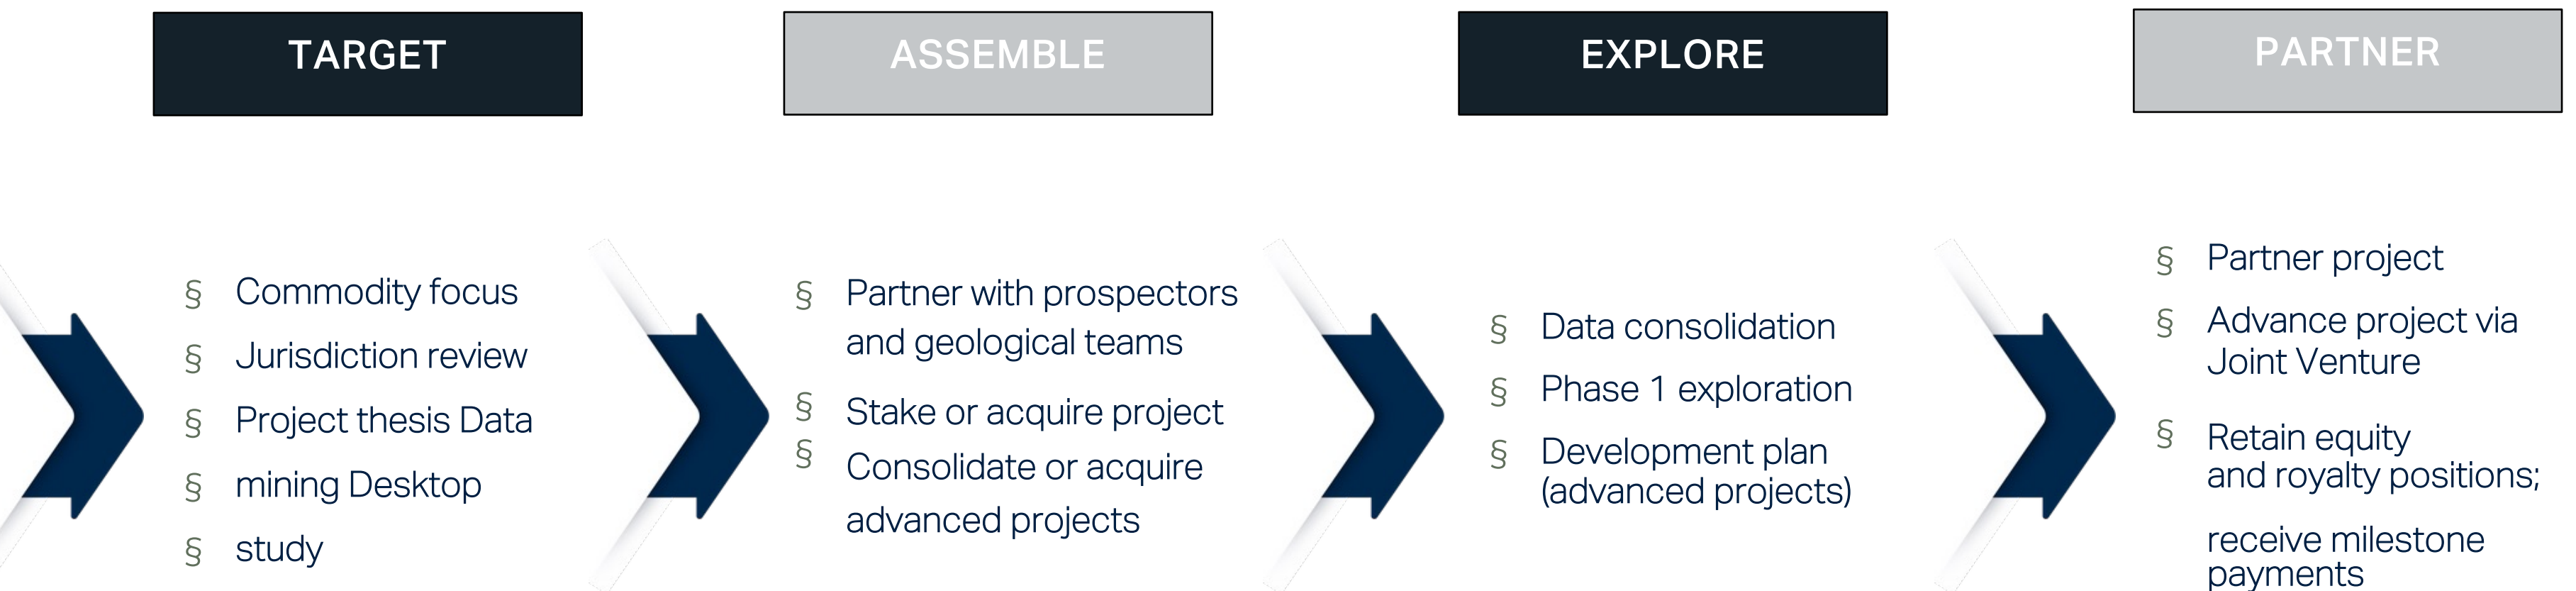 TARGET
§ Commodity focus
§ Jurisdiction review
§ Project thesis Data
§ mining Desktop
§ study
ASSEMBLE
§ Partner with prospectors
and geological teams
§ Stake or acquire project
§ Consolidate or acquire
advanced projects
EXPLORE
§ Data consolidation
§ Phase 1 exploration
§ Development plan
(advanced projects)
PARTNER
§ Partner project
§ Advance project via
Joint Venture
§ Retain equity
and royalty positions;
receive milestone
payments